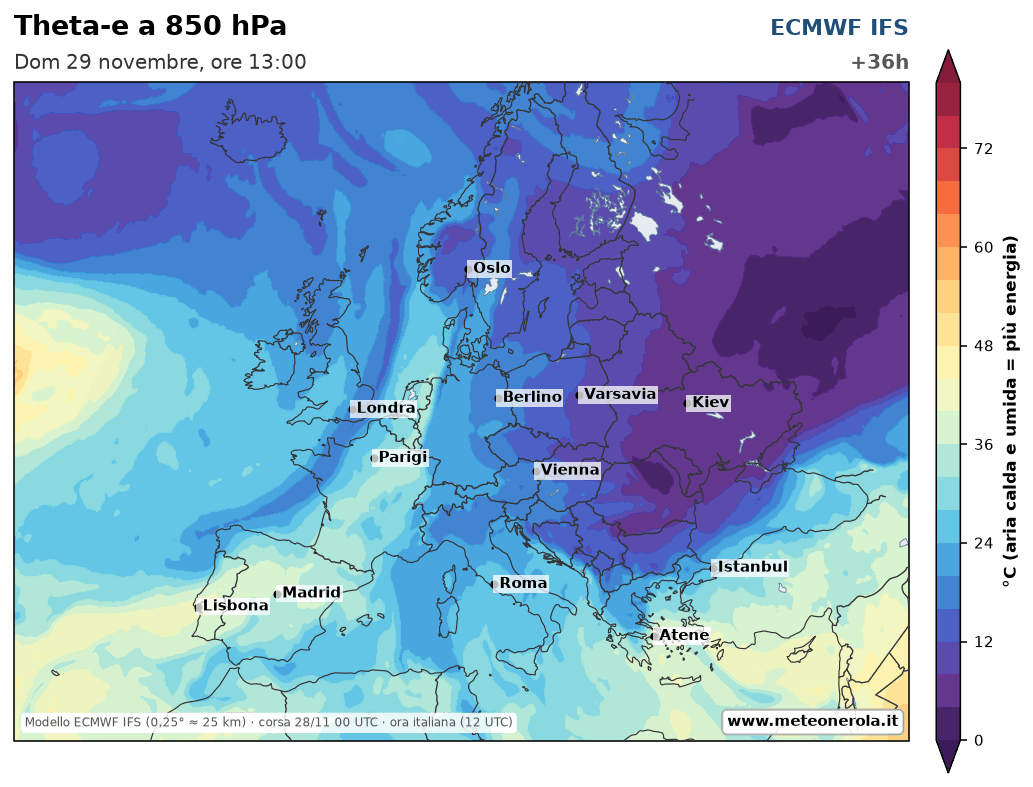 Theta-e a 850 hPa
ECMWF IFS
Dom 29 novembre, ore 13:00
+36h
Oslo
Berlino
Varsavia
Kiev
Londra
Parigi
Vienna
Istanbul
Roma
Madrid
Lisbona
Atene
72
60
48
36
24
12
0
°C (aria calda e umida = più energia)
Modello ECMWF IFS (0,25° ≈ 25 km) · corsa 28/11 00 UTC · ora italiana (12 UTC)
www.meteonerola.it